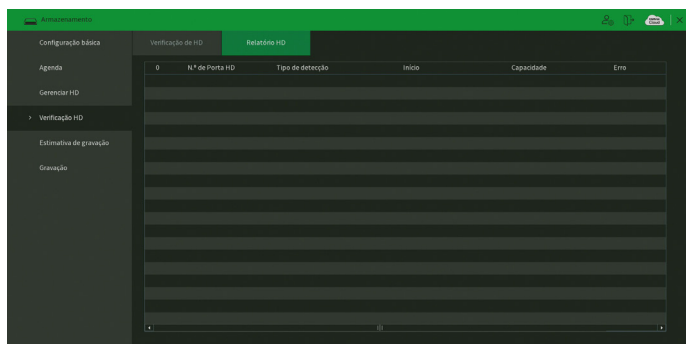 Armazenamento
Configuração básica
Agenda
Gerenciar HD
> Verificação HD
Estimativa de gravação
Gravação
Verificação de HD Relatório HD
0 N.º de Porta HD Tipo de detecção Início Capacidade Erro